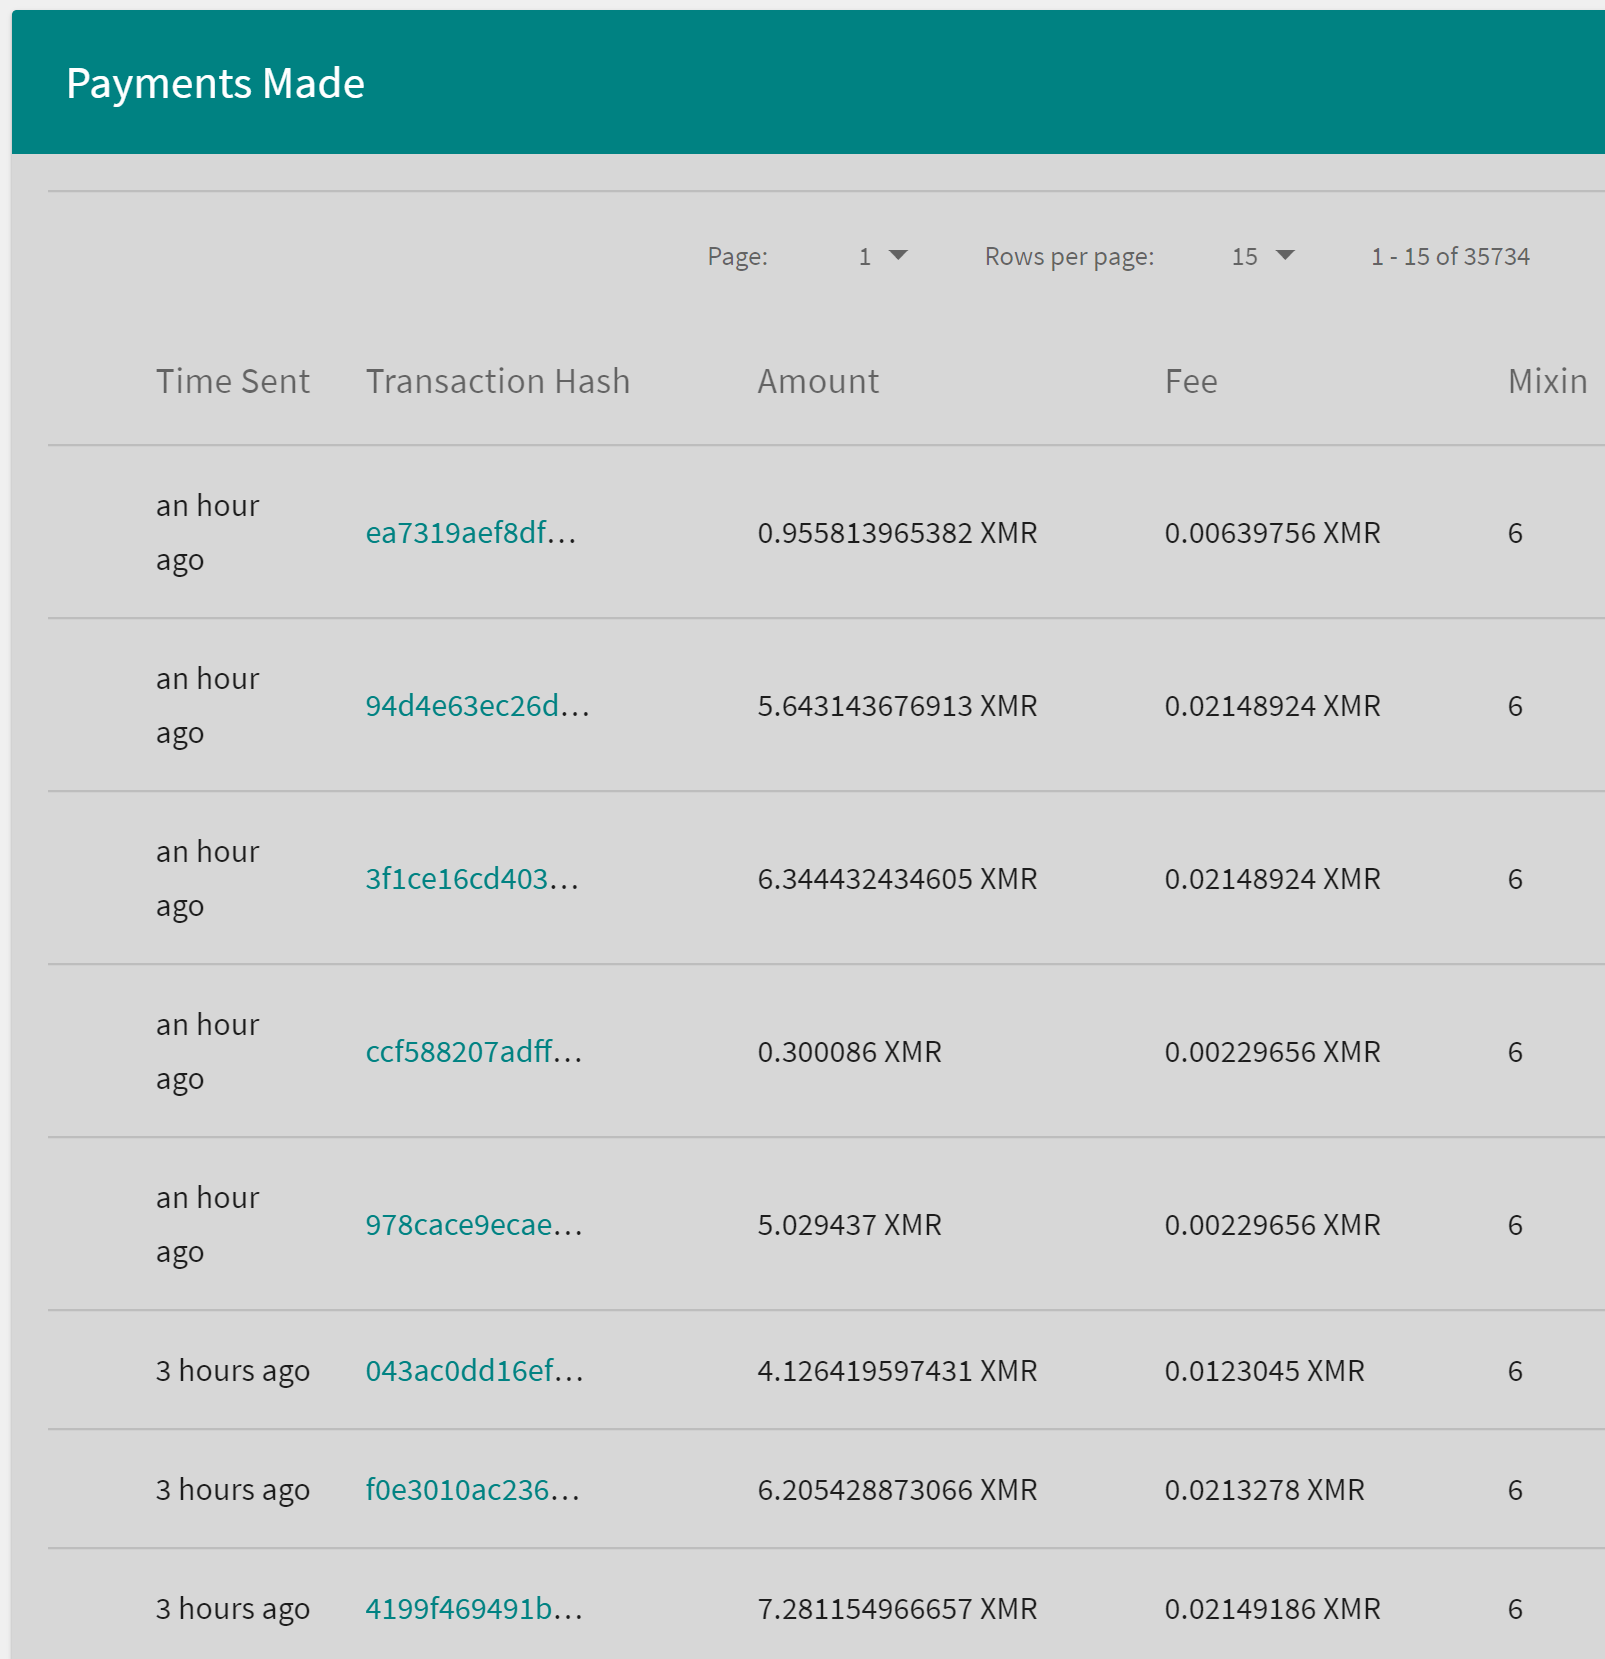 Payments Made
Page: 1 Rows per page: 15 1 - 15 of 35734
Time Sent Transaction Hash Amount Fee Mixin
an hour ago ea7319aef8df… 0.955813965382 XMR 0.00639756 XMR 6
an hour ago 94d4e63ec26d… 5.643143676913 XMR 0.02148924 XMR 6
an hour ago 3f1ce16cd403… 6.344432434605 XMR 0.02148924 XMR 6
an hour ago ccf588207adff… 0.300086 XMR 0.00229656 XMR 6
an hour ago 978cace9ecae… 5.029437 XMR 0.00229656 XMR 6
3 hours ago 043ac0dd16ef… 4.126419597431 XMR 0.0123045 XMR 6
3 hours ago f0e3010ac236… 6.205428873066 XMR 0.0213278 XMR 6
3 hours ago 4199f469491b… 7.281154966657 XMR 0.02149186 XMR 6